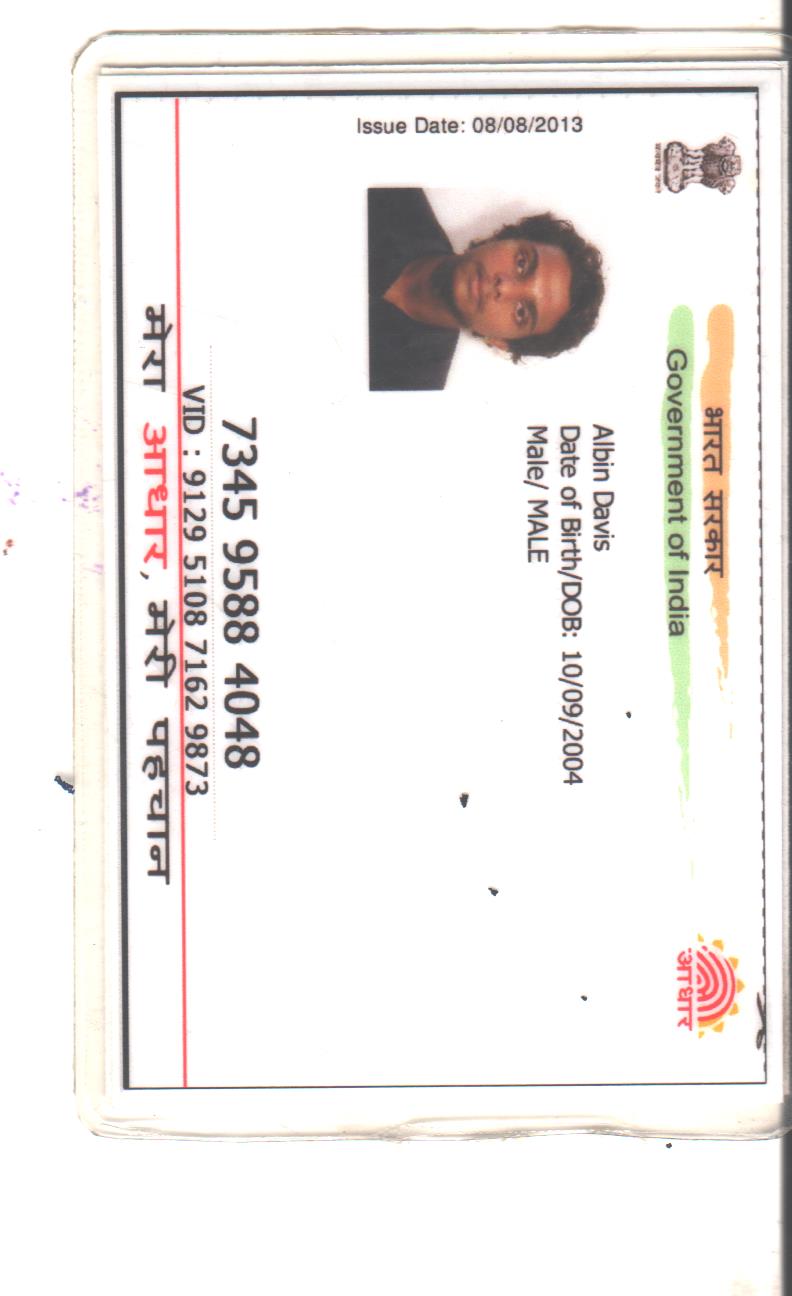 भारत सरकार
Government of India
सत्यमेव जयते
आधार
Issue Date: 08/08/2013
Albin Davis
Date of Birth/DOB: 10/09/2004
Male/ MALE
7345 9588 4048
VID : 9129 5108 7162 9873
मेरा आधार, मेरी पहचान